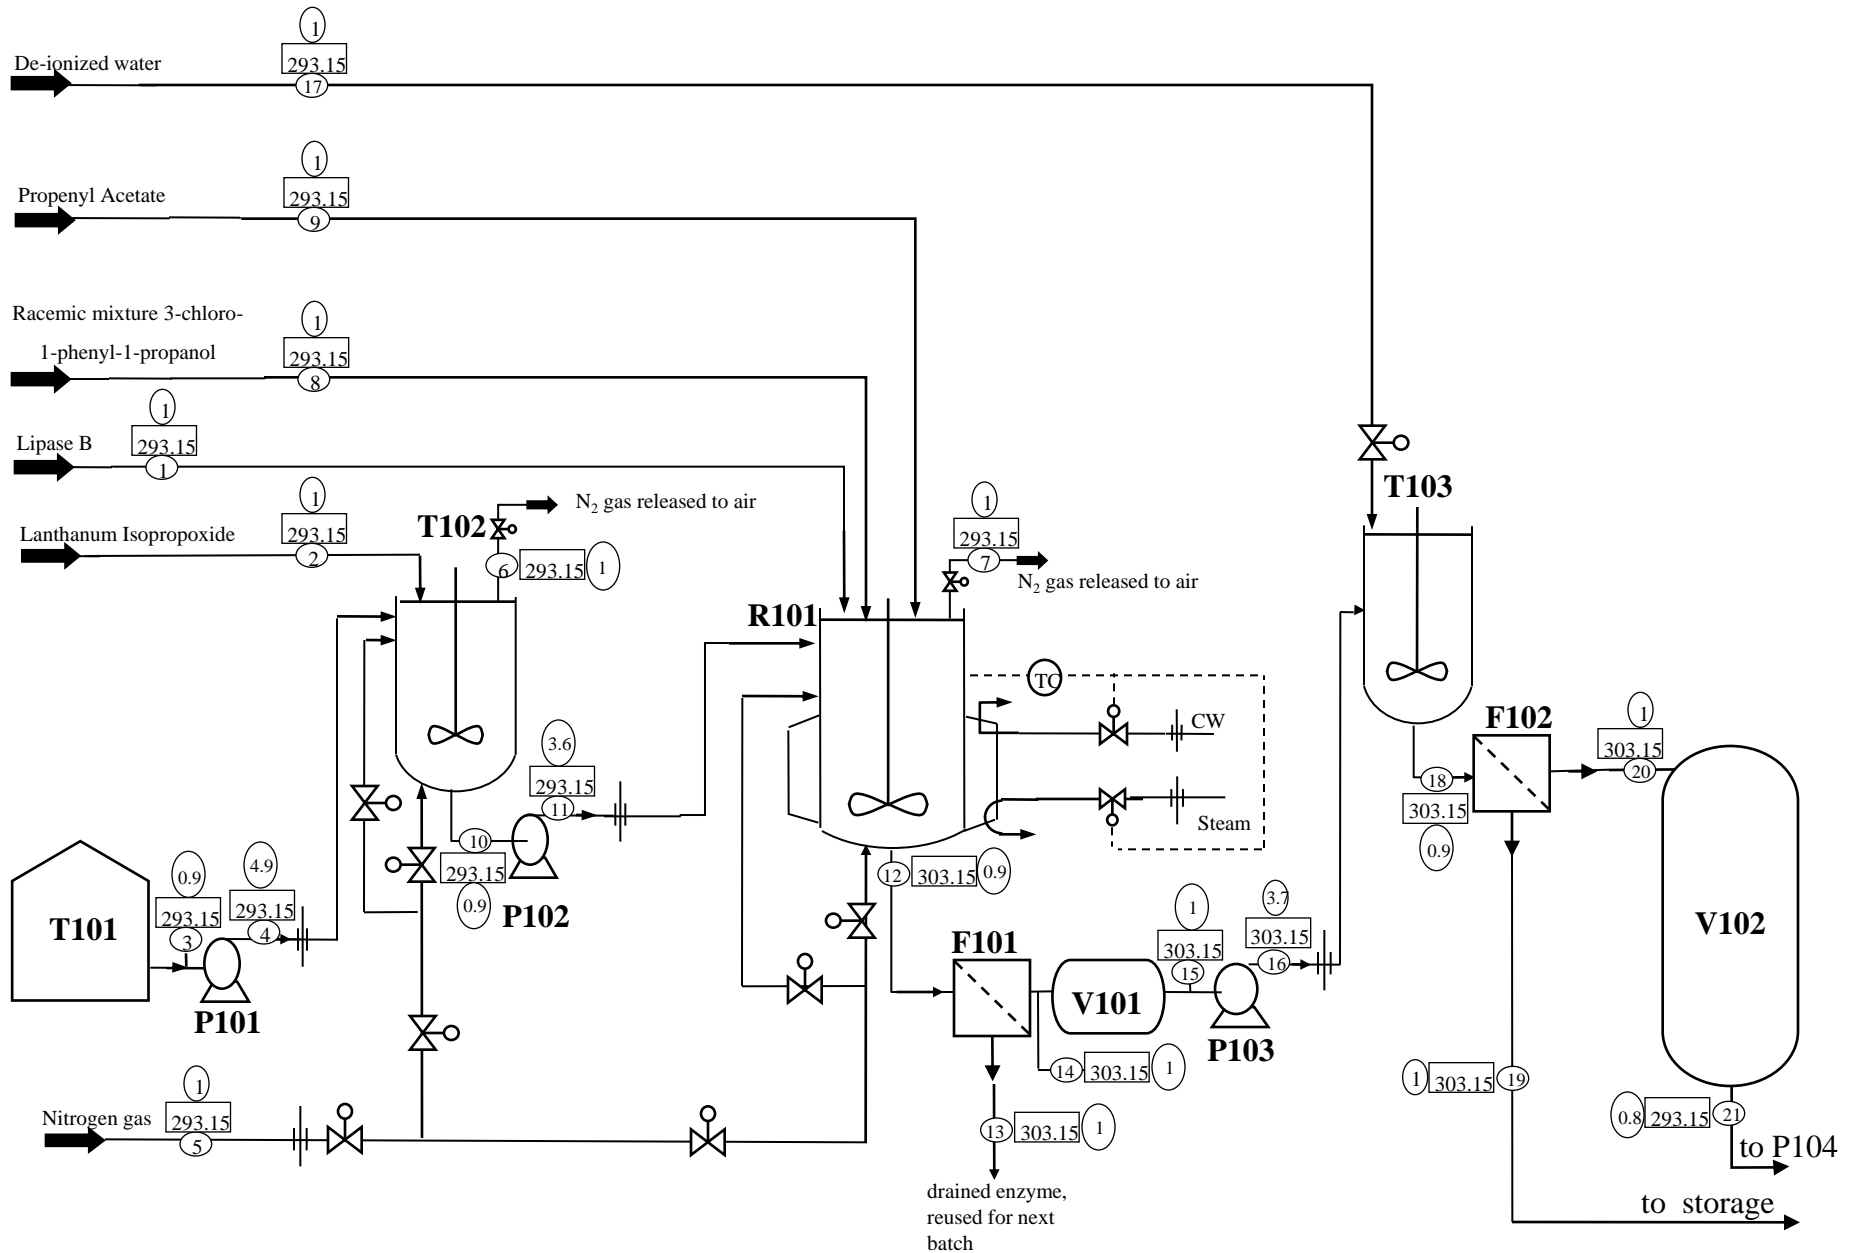 1
293.15
De-ionized water
17
1
293.15
Propenyl Acetate
9
Racemic mixture 3-chloro-
1-phenyl-1-propanol
1
293.15
8
1
293.15
Lipase B
1
1
293.15
Lanthanum Isopropoxide
2
T102
N2 gas released to air
6
293.15
1
1
293.15
7
N2 gas released to air
R101
T103
TC
CW
Steam
3.6
293.15
11
10
293.15
0.9
P102
T101
0.9
293.15
3
4.9
293.15
4
P101
12
303.15
0.9
F101
V101
1
303.15
15
3.7
303.15
16
P103
14
303.15
1
13
303.15
1
drained enzyme,
reused for next
batch
Nitrogen gas
1
293.15
5
18
303.15
0.9
F102
1
303.15
20
V102
1
303.15
19
0.8
293.15
21
to P104
to storage